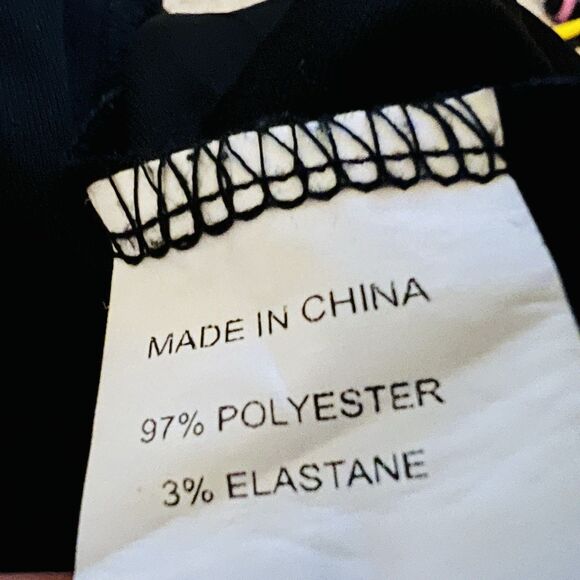 MADE IN CHINA
97% POLYESTER
3% ELASTANE